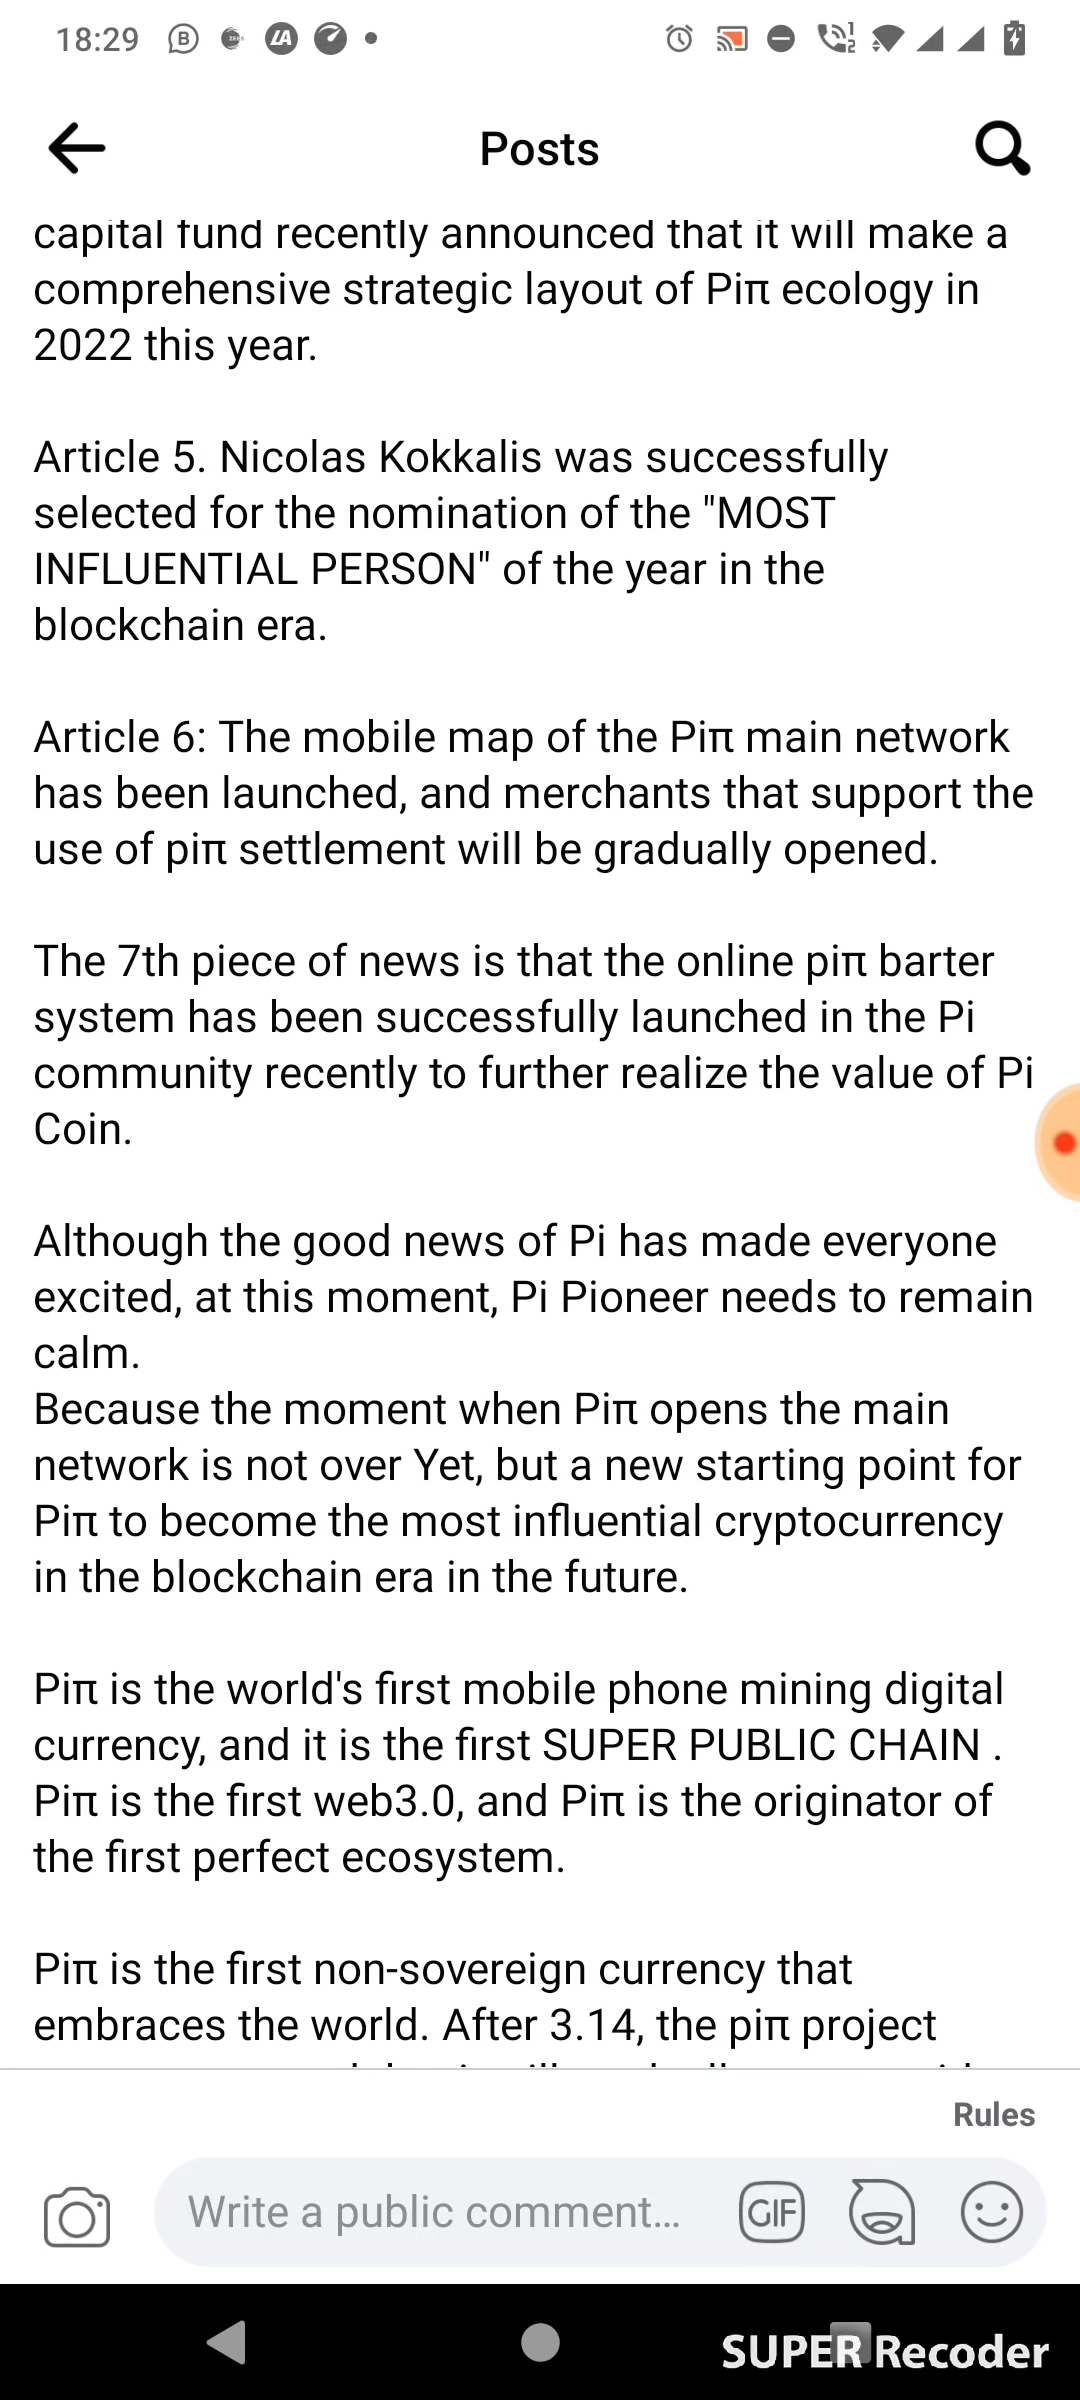 18:29
Posts
capital fund recently announced that it will make a
comprehensive strategic layout of Piπ ecology in
2022 this year.
Article 5. Nicolas Kokkalis was successfully
selected for the nomination of the "MOST
INFLUENTIAL PERSON" of the year in the
blockchain era.
Article 6: The mobile map of the Piπ main network
has been launched, and merchants that support the
use of piπ settlement will be gradually opened.
The 7th piece of news is that the online piπ barter
system has been successfully launched in the Pi
community recently to further realize the value of Pi
Coin.
Although the good news of Pi has made everyone
excited, at this moment, Pi Pioneer needs to remain
calm.
Because the moment when Piπ opens the main
network is not over Yet, but a new starting point for
Piπ to become the most influential cryptocurrency
in the blockchain era in the future.
Piπ is the world's first mobile phone mining digital
currency, and it is the first SUPER PUBLIC CHAIN .
Piπ is the first web3.0, and Piπ is the originator of
the first perfect ecosystem.
Piπ is the first non-sovereign currency that
embraces the world. After 3.14, the piπ project
Rules
Write a public comment...
GIF
SUPER Recoder